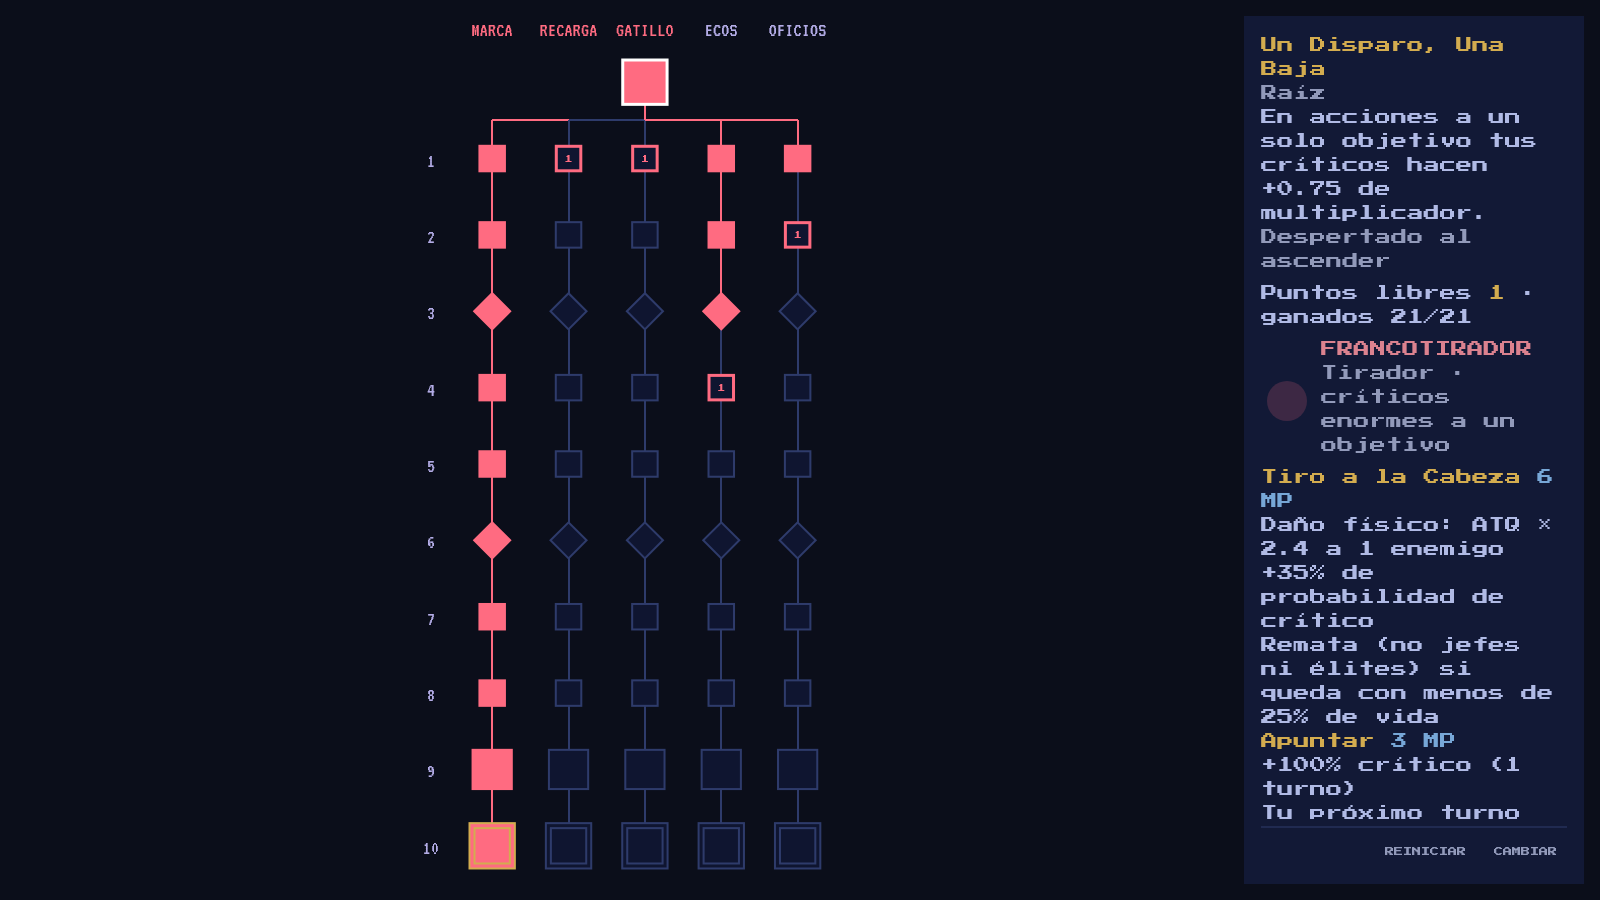 MARCA RECARGA GATILLO ECOS OFICIOS
1 1 1
2 1
3
4 1
5
6
7
8
9
10
Un Disparo, Una
Baja
Raíz
En acciones a un
solo objetivo tus
críticos hacen
+0.75 de
multiplicador.
Despertado al
ascender
Puntos libres 1 ·
ganados 21/21
FRANCOTIRADOR
Tirador ·
críticos
enormes a un
objetivo
Tiro a la Cabeza 6
MP
Daño físico: ATQ ×
2.4 a 1 enemigo
+35% de
probabilidad de
crítico
Remata (no jefes
ni élites) si
queda con menos de
25% de vida
Apuntar 3 MP
+100% crítico (1
turno)
Tu próximo turno
REINICIAR CAMBIAR